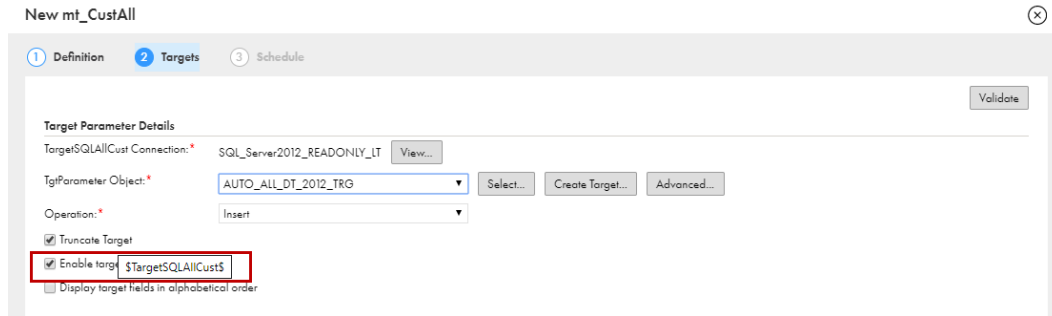 New mt_CustAll
1 Definition 2 Targets 3 Schedule
Validate
Target Parameter Details
TargetSQLAllCust Connection:* SQL_Server2012_READONLY_LT View...
TgtParameter Object:* AUTO_ALL_DT_2012_TRG Select... Create Target... Advanced...
Operation:* Insert
Truncate Target
Enable targe $TargetSQLAllCust$
Display target fields in alphabetical order